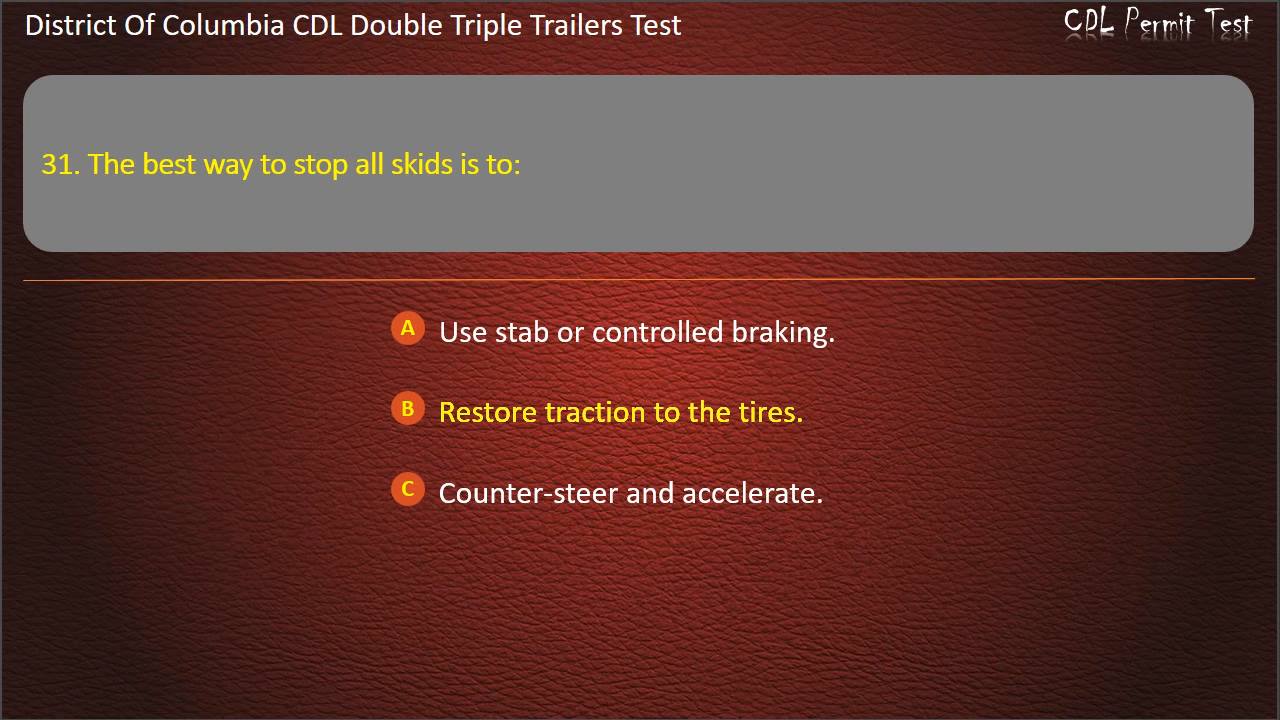 District Of Columbia CDL Double Triple Trailers Test
CDL Permit Test
31. The best way to stop all skids is to:
A Use stab or controlled braking.
B Restore traction to the tires.
C Counter-steer and accelerate.